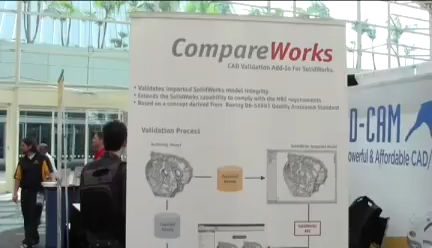 CompareWorks
CAD Validation Add-In For SolidWorks
• Validates Imported SolidWorks Model Integrity
• Extends the SolidWorks capability to comply with the MBE requirements
• Based on a concept derived from Boeing D6-51991 Quality Assurance Standard
Validation Process
D-CAM
owerful & Affordable CAD/